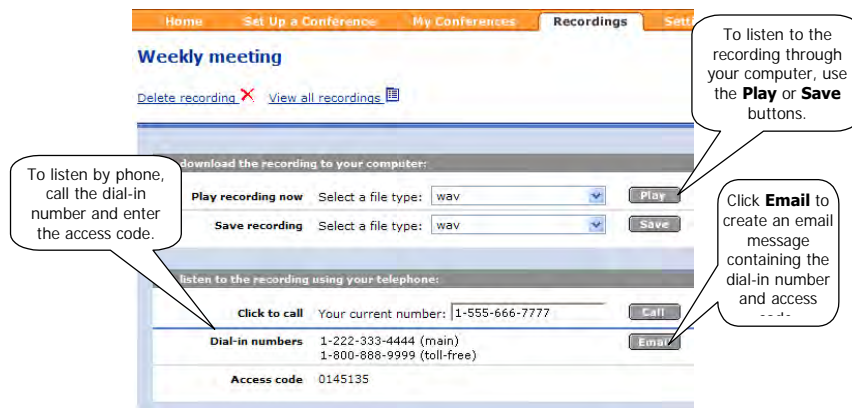 Home Set Up a Conference My Conferences Recordings
Weekly meeting
Delete recording View all recordings
To listen to the
recording through
your computer, use
the Play or Save
buttons.
download the recording to your computer:
Play recording now Select a file type: wav Play
Save recording Select a file type: wav Save
To listen by phone,
call the dial-in
number and enter
the access code.
Click Email to
create an email
message
containing the
dial-in number
and access
listen to the recording using your telephone:
Click to call Your current number: 1-555-666-7777 Call
Dial-in numbers 1-222-333-4444 (main) Email
1-800-888-9999 (toll-free)
Access code 0145135